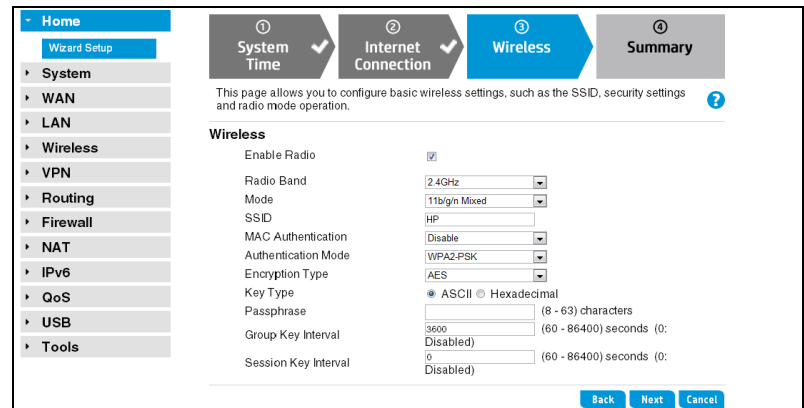 Home
Wizard Setup
System
WAN
LAN
Wireless
VPN
Routing
Firewall
NAT
IPv6
QoS
USB
Tools
1
System
Time
2
Internet
Connection
3
Wireless
4
Summary
This page allows you to configure basic wireless settings, such as the SSID, security settings
and radio mode operation.
?
Wireless
Enable Radio
Radio Band 2.4GHz
Mode 11b/g/n Mixed
SSID HP
MAC Authentication Disable
Authentication Mode WPA2-PSK
Encryption Type AES
Key Type ASCII Hexadecimal
Passphrase (8 - 63) characters
Group Key Interval 3600 (60 - 86400) seconds (0:
Disabled)
Session Key Interval 0 (60 - 86400) seconds (0:
Disabled)
Back Next Cancel